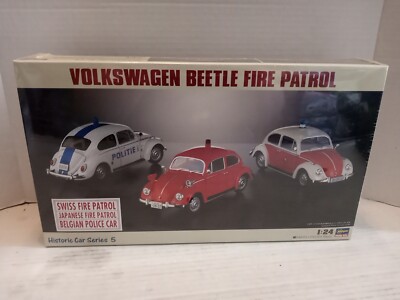 VOLKSWAGEN BEETLE FIRE PATROL
POLITIE
SWISS FIRE PATROL
JAPANESE FIRE PATROL
BELGIAN POLICE CAR
Historic Car Series 5
1:24